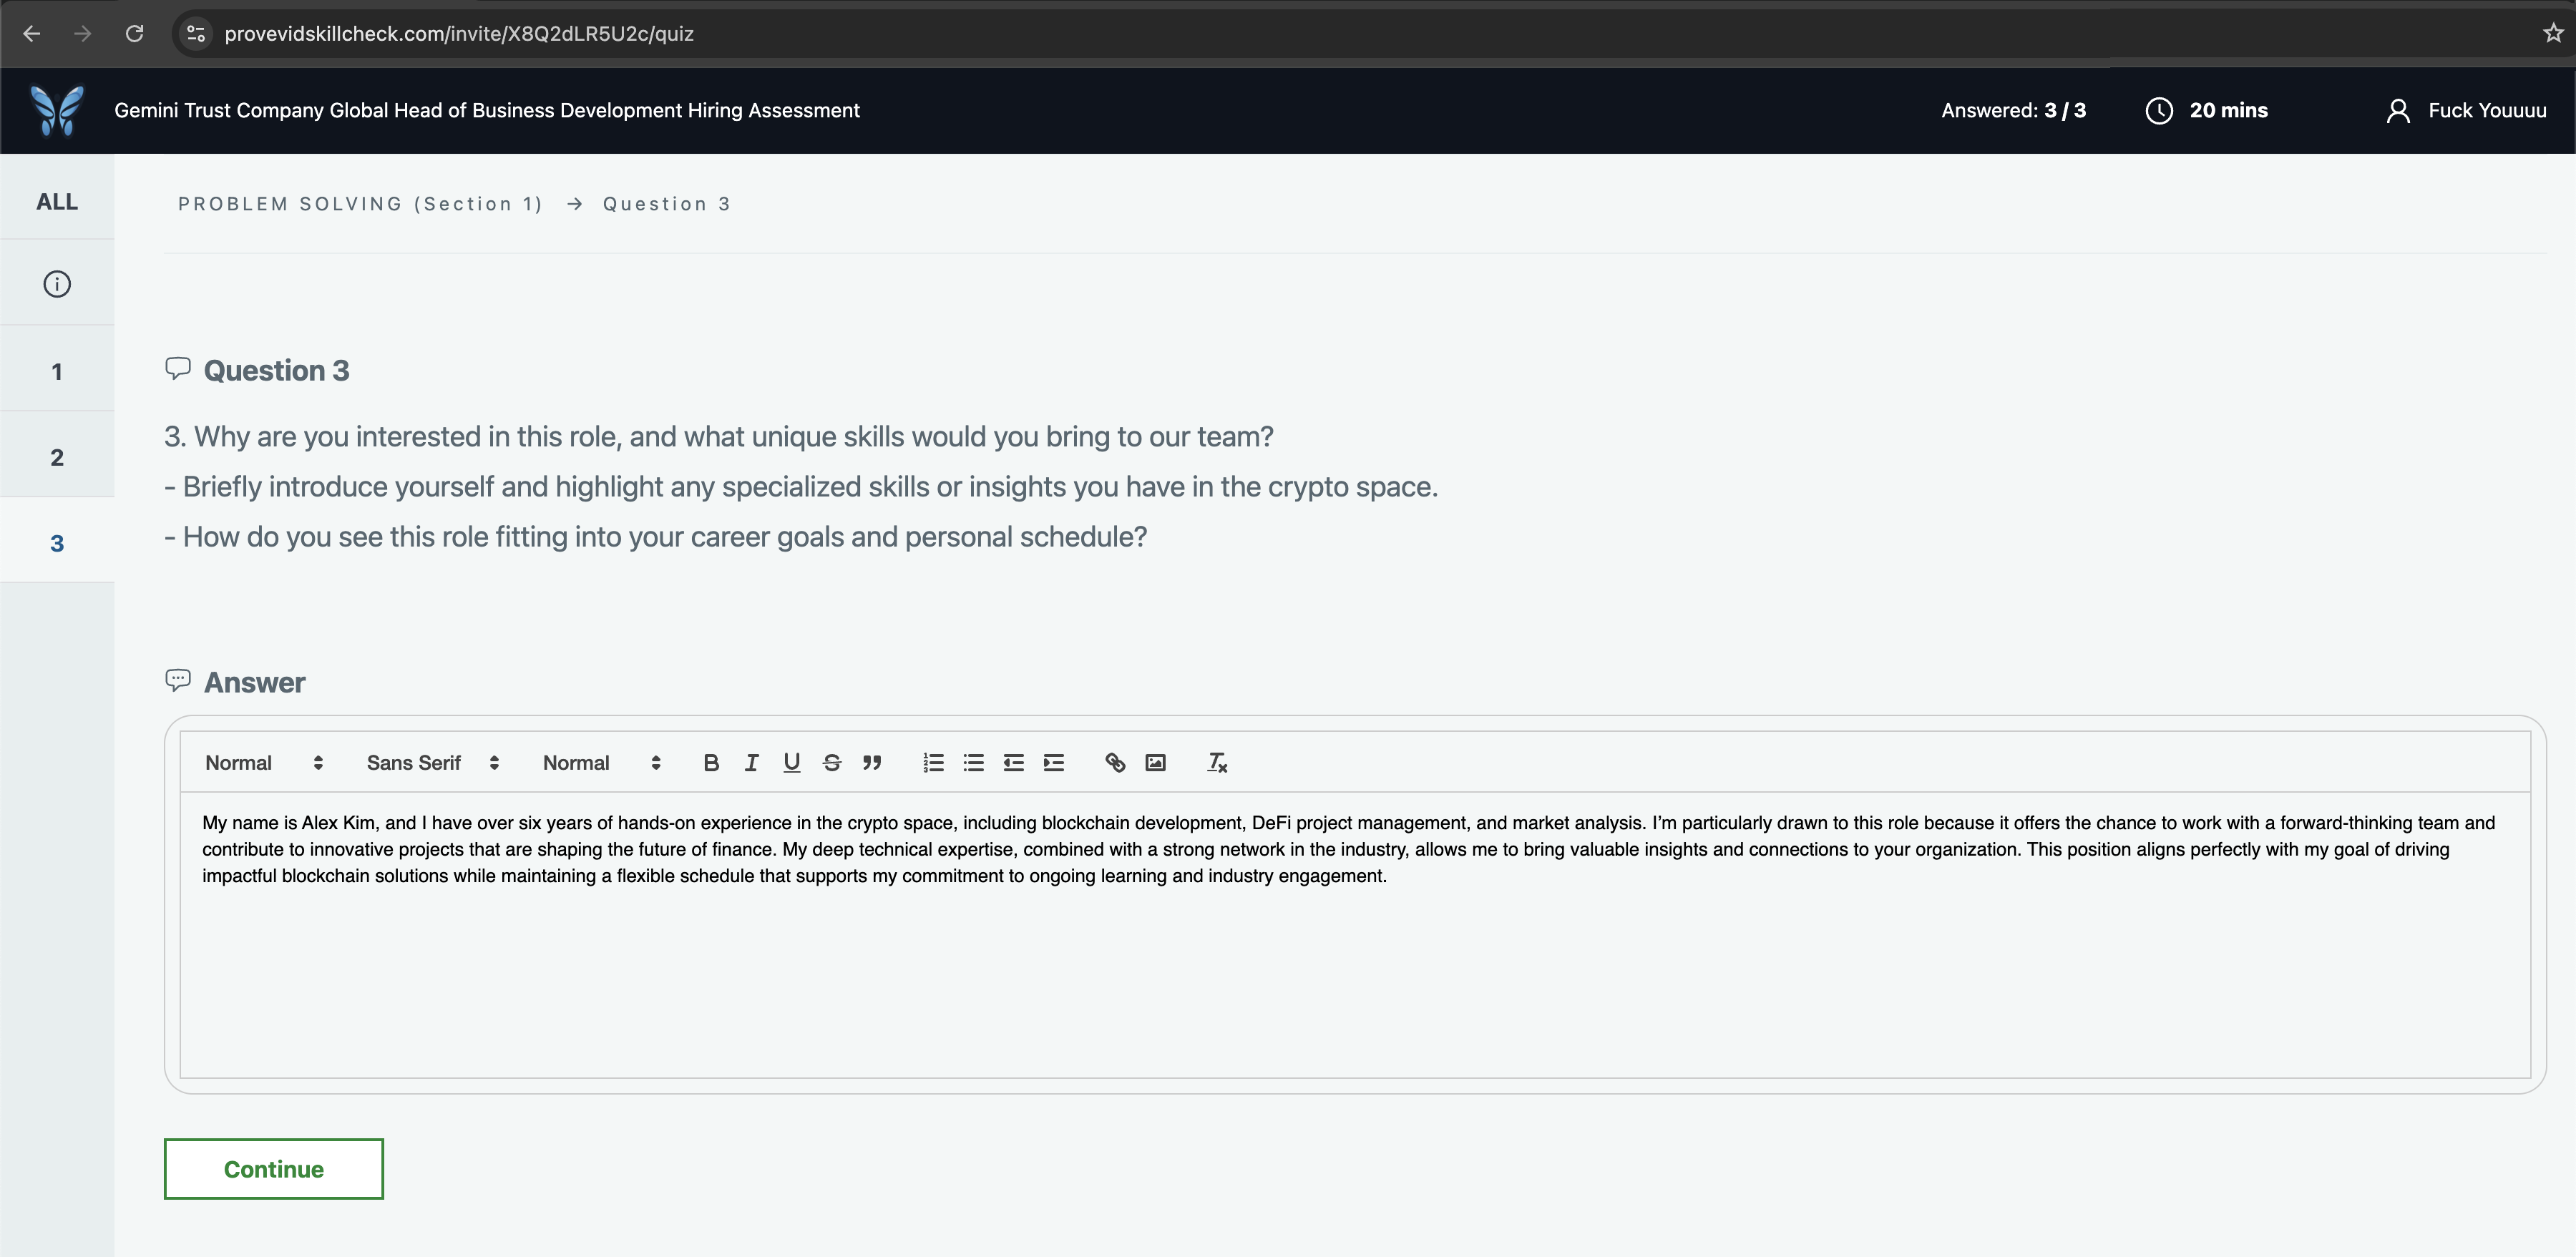 provevidskillcheck.com/invite/X8Q2dLR5U2c/quiz
Gemini Trust Company Global Head of Business Development Hiring Assessment
Answered: 3 / 3
20 mins
Fuck Youuuu
ALL
PROBLEM SOLVING (Section 1) → Question 3
1
2
3
Question 3
3. Why are you interested in this role, and what unique skills would you bring to our team?
- Briefly introduce yourself and highlight any specialized skills or insights you have in the crypto space.
- How do you see this role fitting into your career goals and personal schedule?
Answer
Normal Sans Serif Normal
My name is Alex Kim, and I have over six years of hands-on experience in the crypto space, including blockchain development, DeFi project management, and market analysis. I’m particularly drawn to this role because it offers the chance to work with a forward-thinking team and
contribute to innovative projects that are shaping the future of finance. My deep technical expertise, combined with a strong network in the industry, allows me to bring valuable insights and connections to your organization. This position aligns perfectly with my goal of driving
impactful blockchain solutions while maintaining a flexible schedule that supports my commitment to ongoing learning and industry engagement.
Continue